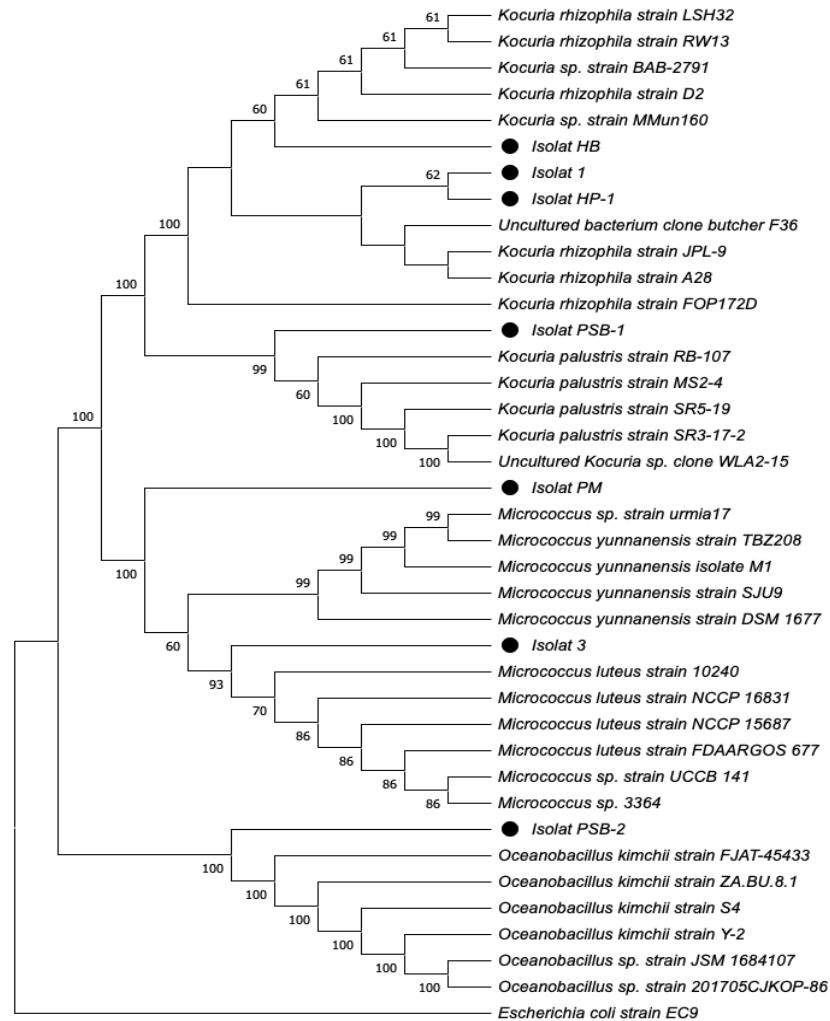 61
Kocuria rhizophila strain LSH32
61
Kocuria rhizophila strain RW13
61
Kocuria sp. strain BAB-2791
61
Kocuria rhizophila strain D2
60
Kocuria sp. strain MMun160
Isolat HB
62
Isolat 1
Isolat HP-1
100
Uncultured bacterium clone butcher F36
Kocuria rhizophila strain JPL-9
Kocuria rhizophila strain A28
100
Kocuria rhizophila strain FOP172D
Isolat PSB-1
99
Kocuria palustris strain RB-107
60
Kocuria palustris strain MS2-4
100
100
Kocuria palustris strain SR5-19
100
Kocuria palustris strain SR3-17-2
100
Uncultured Kocuria sp. clone WLA2-15
Isolat PM
99
Micrococcus sp. strain urmia17
99
Micrococcus yunnanensis strain TBZ208
99
Micrococcus yunnanensis isolate M1
100
99
Micrococcus yunnanensis strain SJU9
Micrococcus yunnanensis strain DSM 1677
60
Isolat 3
93
Micrococcus luteus strain 10240
70
Micrococcus luteus strain NCCP 16831
86
Micrococcus luteus strain NCCP 15687
86
Micrococcus luteus strain FDAARGOS 677
86
Micrococcus sp. strain UCCB 141
86
Micrococcus sp. 3364
Isolat PSB-2
100
Oceanobacillus kimchii strain FJAT-45433
100
Oceanobacillus kimchii strain ZA.BU.8.1
100
Oceanobacillus kimchii strain S4
100
Oceanobacillus kimchii strain Y-2
100
Oceanobacillus sp. strain JSM 1684107
100
Oceanobacillus sp. strain 201705CJKOP-86
Escherichia coli strain EC9